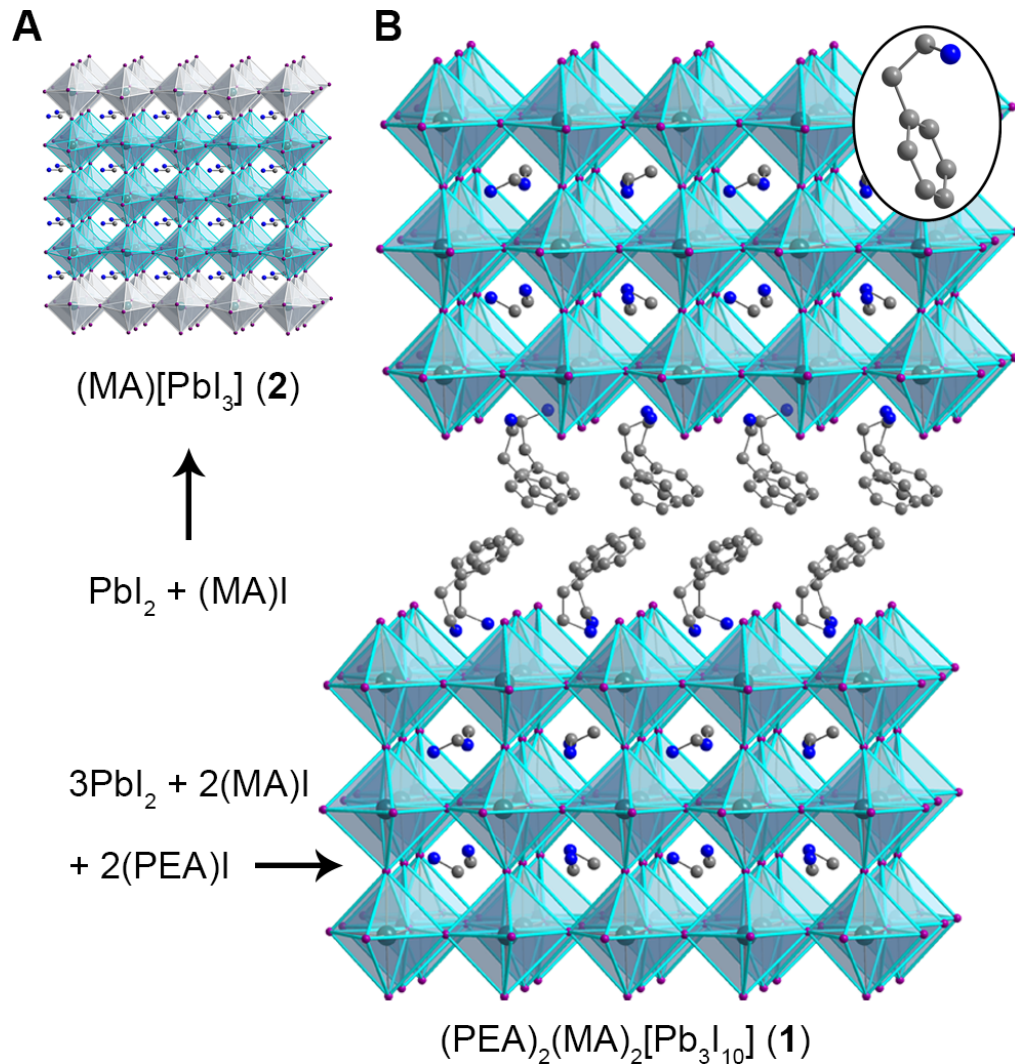 A
B
(MA)[PbI₃] (2)
PbI₂ + (MA)I
3PbI₂ + 2(MA)I
+ 2(PEA)I
(PEA)₂(MA)₂[Pb₃I₁₀] (1)